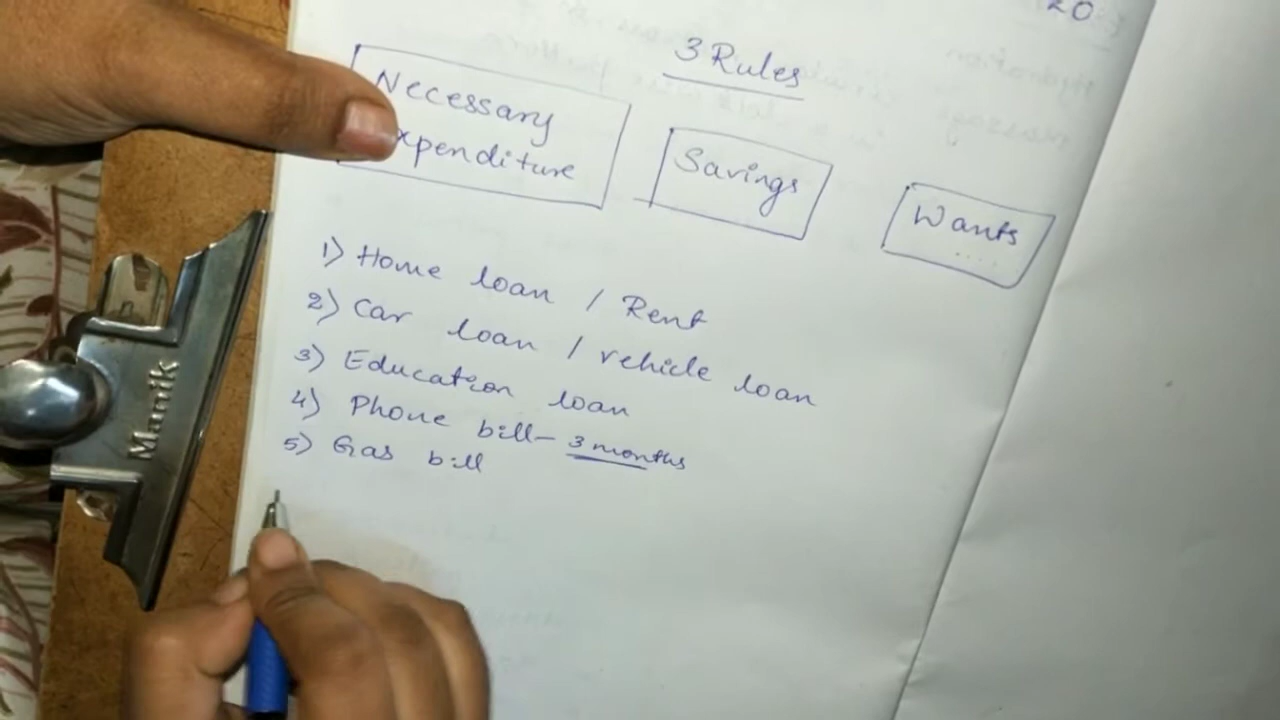 20
3 Rules
Necessary
xpenditure
Savings
Wants
1) Home loan / Rent
2) Car loan / vehicle loan
3) Education loan
4) Phone bill - 3 months
5) Gas bill
Manik